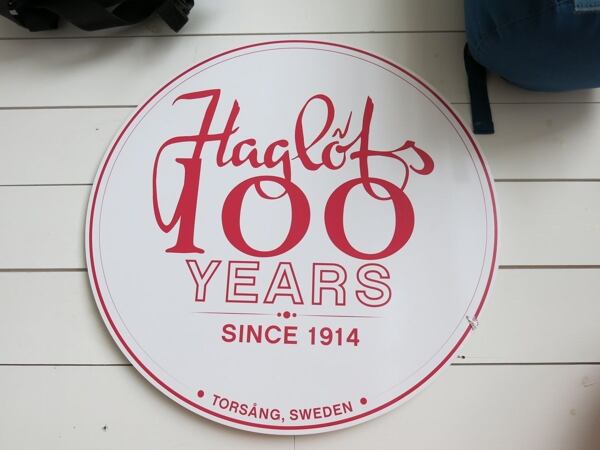 Haglöfs
100
YEARS
SINCE 1914
• TORSÅNG, SWEDEN •